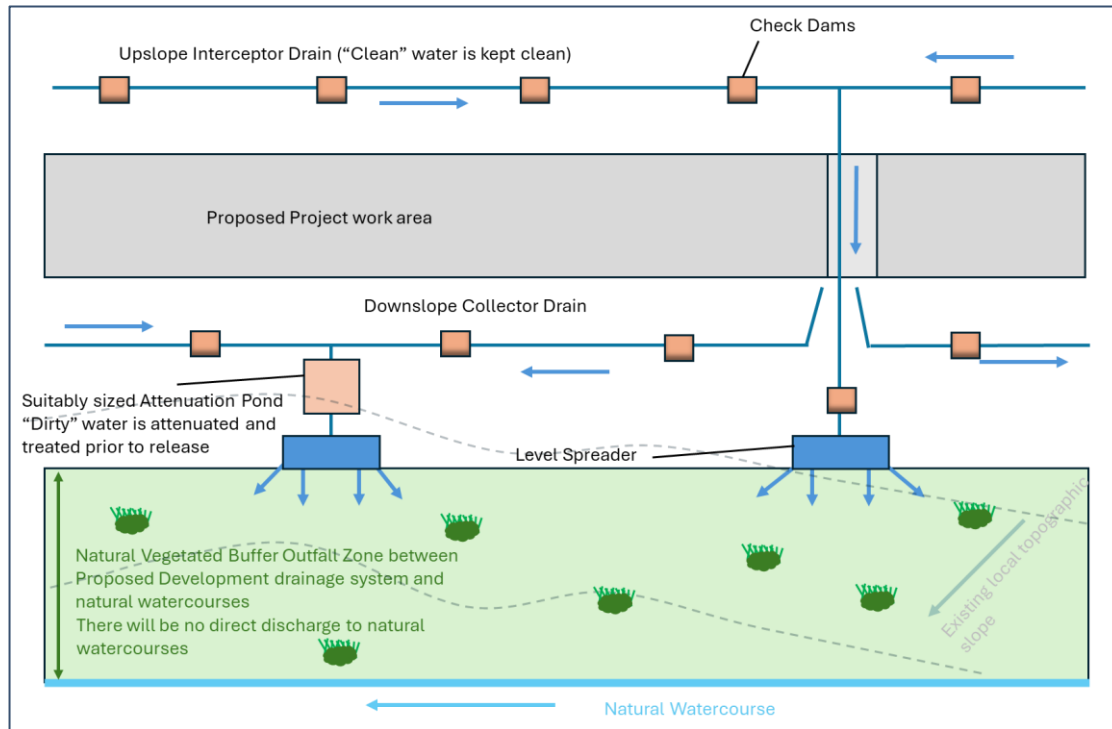 Check Dams
Upslope Interceptor Drain (“Clean” water is kept clean)
Proposed Project work area
Downslope Collector Drain
Suitably sized Attenuation Pond
“Dirty” water is attenuated and
treated prior to release
Level Spreader
Natural Vegetated Buffer Outfall Zone between
Proposed Development drainage system and
natural watercourses
There will be no direct discharge to natural
watercourses
Existing local topographic
slope
Natural Watercourse